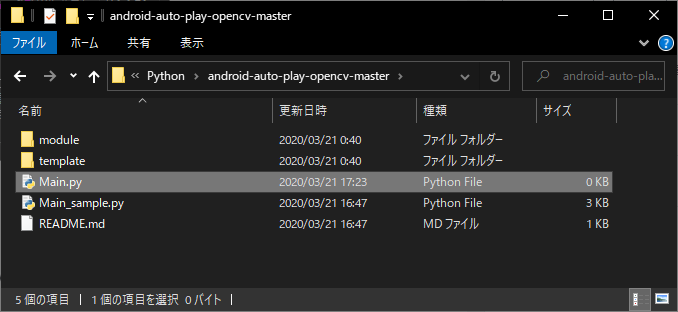 android-auto-play-opencv-master
ファイル ホーム 共有 表示
Python android-auto-play-opencv-master android-auto-pla...
名前 更新日時 種類 サイズ
module 2020/03/21 0:40 ファイル フォルダー
template 2020/03/21 0:40 ファイル フォルダー
Main.py 2020/03/21 17:23 Python File 0 KB
Main_sample.py 2020/03/21 16:47 Python File 3 KB
README.md 2020/03/21 16:47 MD ファイル 1 KB
5 個の項目 1 個の項目を選択 0 バイト